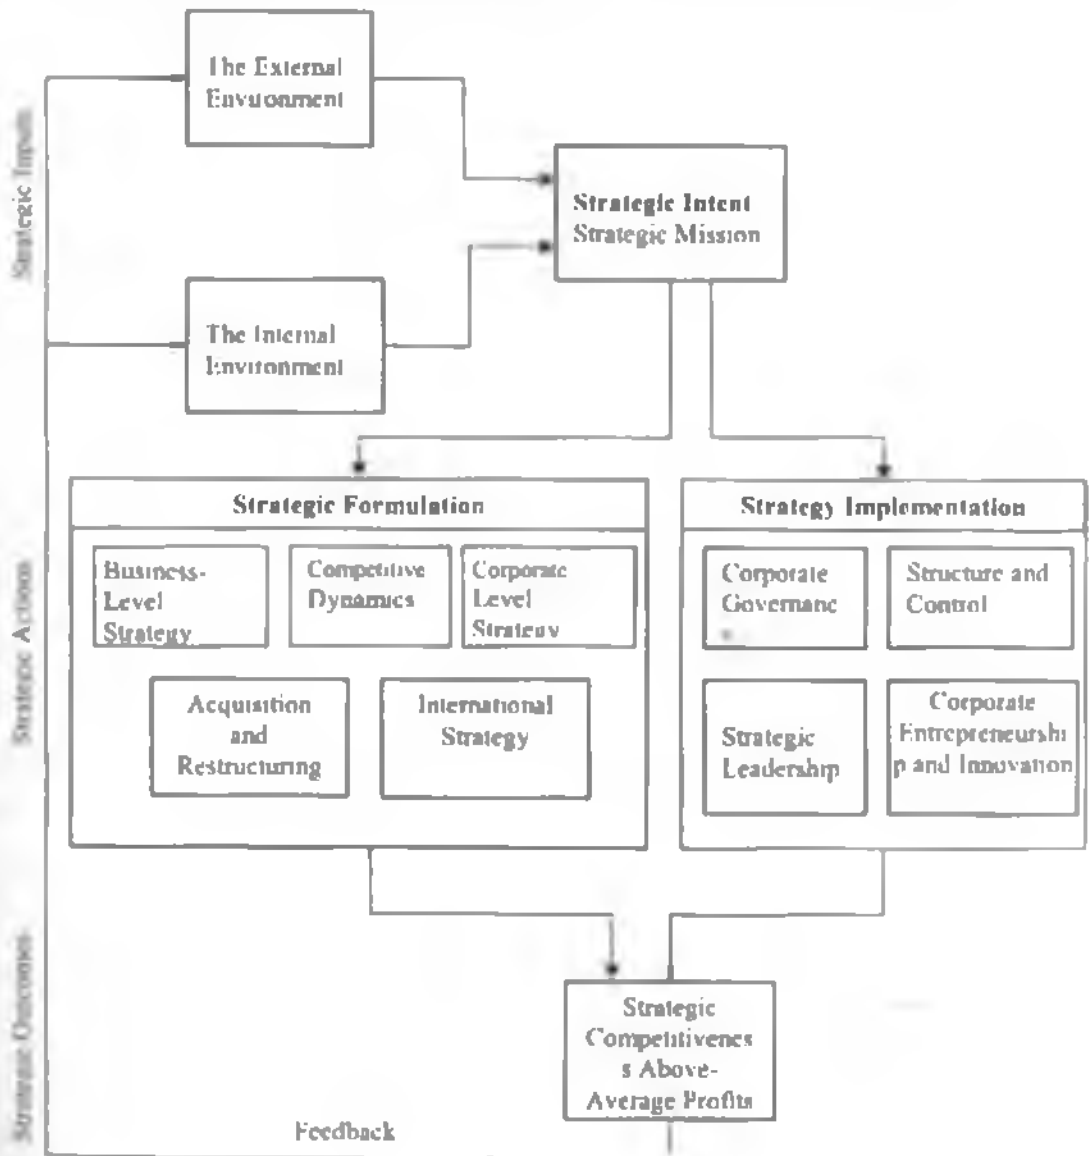 The External
Environment
Strategic Inputs
Strategic Intent
Strategic Mission
The Internal
Environment
Strategic Formulation
Strategy Implementation
Business-
Level
Strategy
Competitive
Dynamics
Corporate
Level
Strategy
Corporate
Governanc
e
Structure and
Control
Strategic Actions
Acquisition
and
Restructuring
International
Strategy
Strategic
Leadership
Corporate
Entrepreneurshi
p and Innovation
Strategic Outcomes
Strategic
Competitivenes
s Above-
Average Profits
Feedback